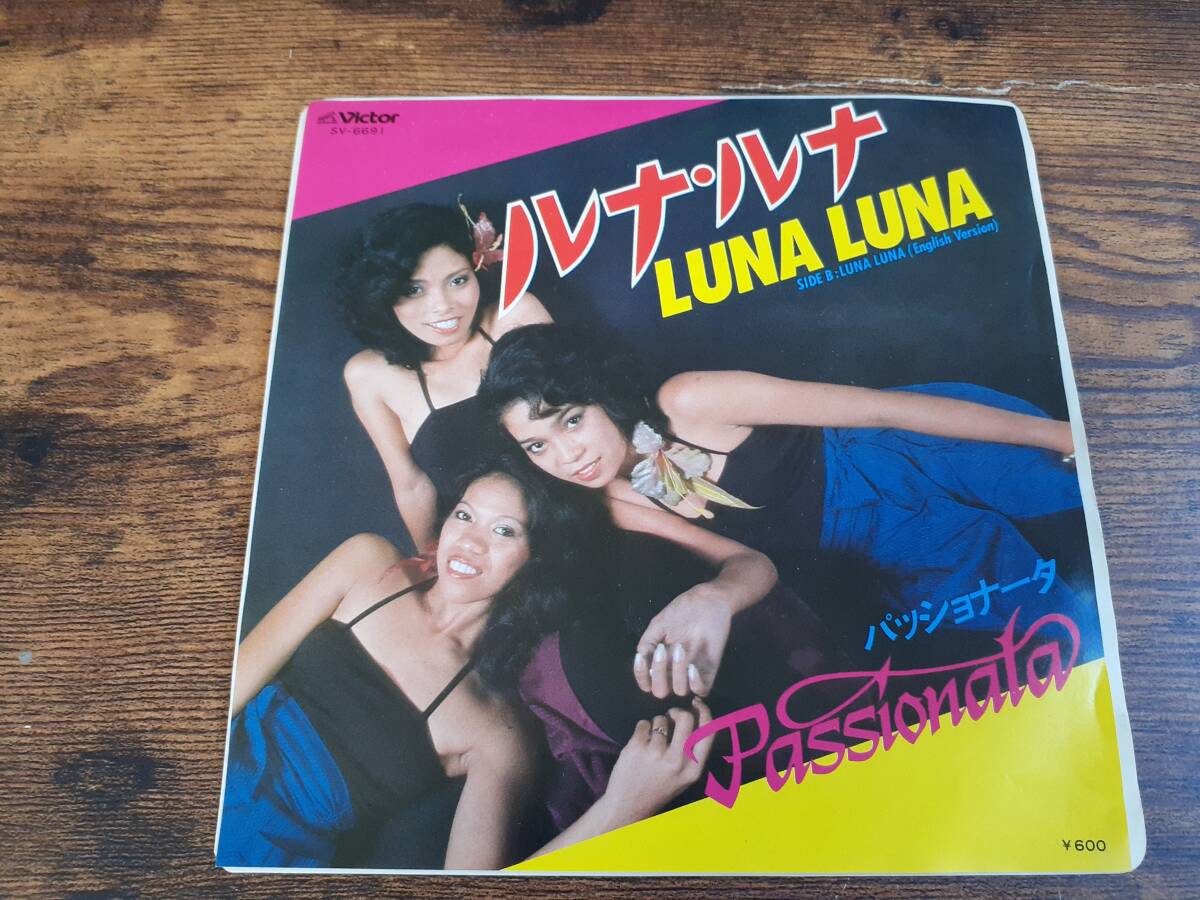 Victor
SV-6691
ルナ・ルナ
LUNA LUNA
SIDE B:LUNA LUNA (English Version)
パッショナータ
Passionata
¥600